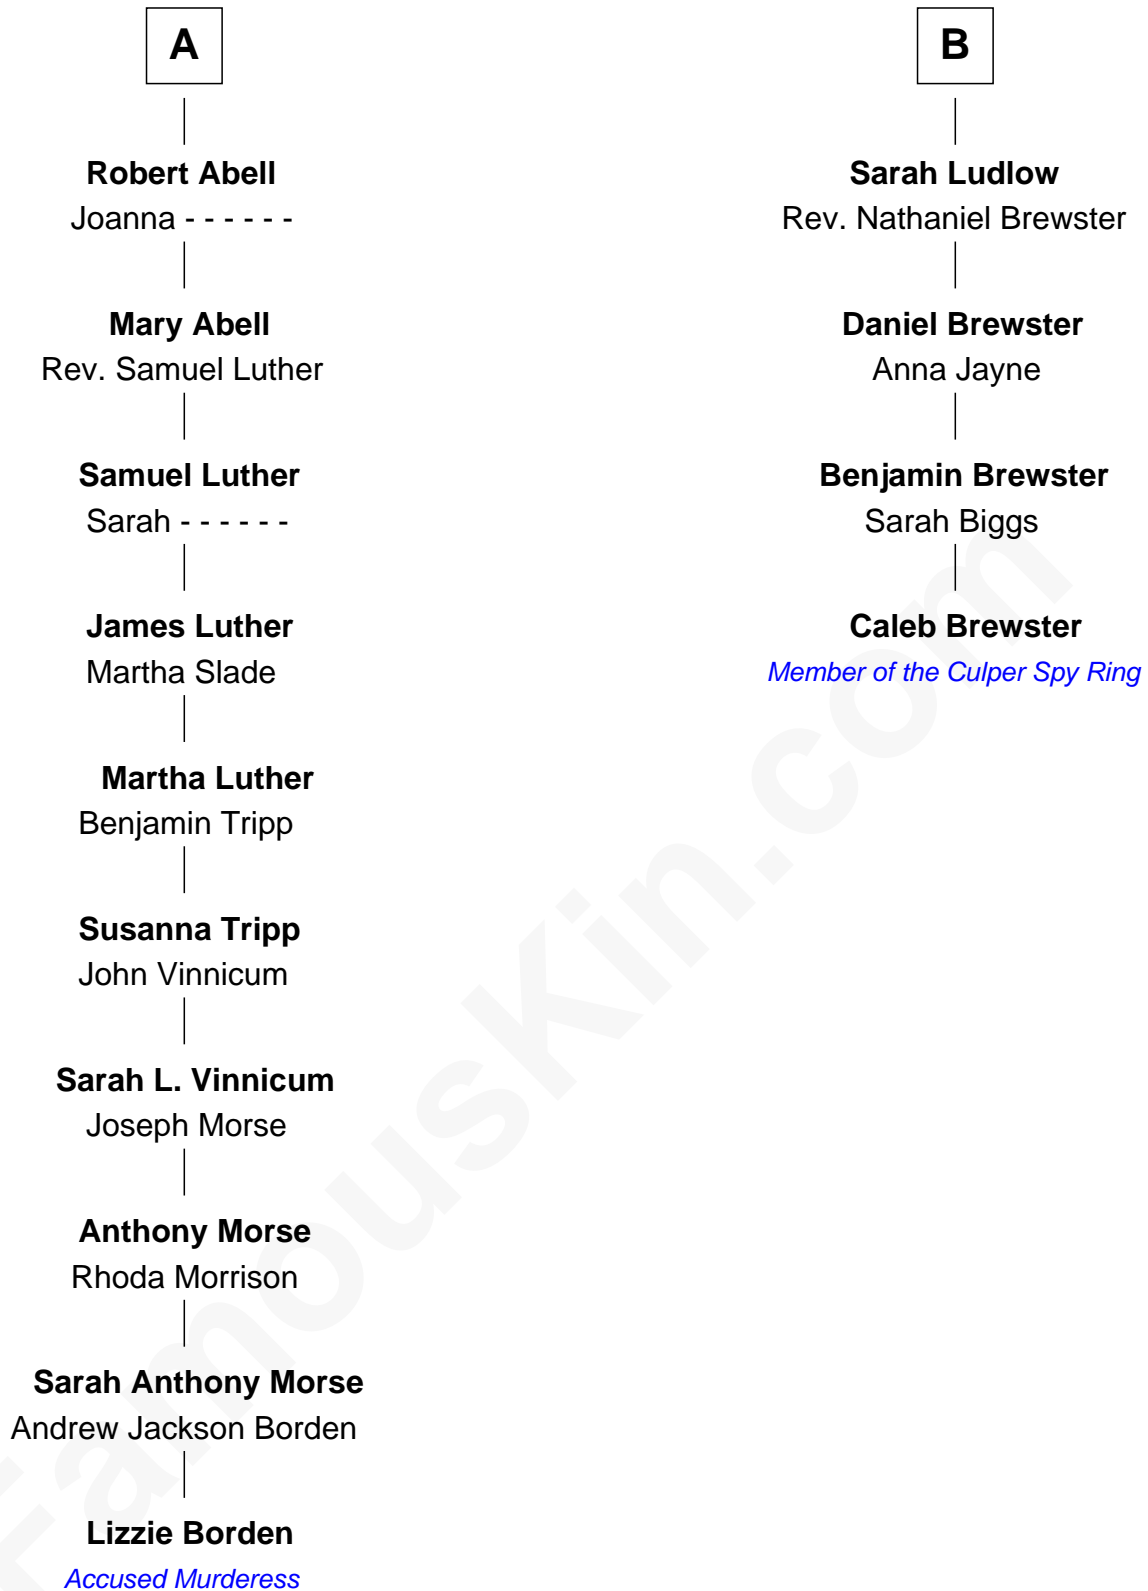 A
Robert Abell
Joanna - - - - - -
Mary Abell
Rev. Samuel Luther
Samuel Luther
Sarah - - - - - -
James Luther
Martha Slade
Martha Luther
Benjamin Tripp
Susanna Tripp
John Vinnicum
Sarah L. Vinnicum
Joseph Morse
Anthony Morse
Rhoda Morrison
Sarah Anthony Morse
Andrew Jackson Borden
Lizzie Borden
Accused Murderess
B
Sarah Ludlow
Rev. Nathaniel Brewster
Daniel Brewster
Anna Jayne
Benjamin Brewster
Sarah Biggs
Caleb Brewster
Member of the Culper Spy Ring
FamousKin.com